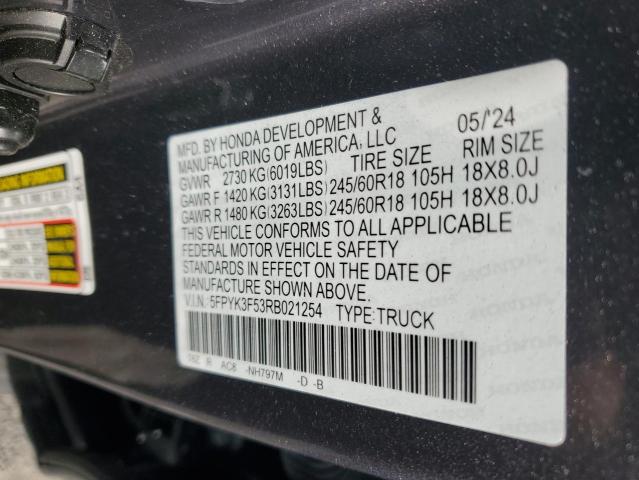 MFD. BY HONDA DEVELOPMENT & 05/'24
MANUFACTURING OF AMERICA, LLC RIM SIZE
GVWR 2730 KG(6019LBS) TIRE SIZE
GAWR F 1420 KG(3131LBS) 245/60R18 105H 18X8.0J
GAWR R 1480 KG(3263LBS) 245/60R18 105H 18X8.0J
THIS VEHICLE CONFORMS TO ALL APPLICABLE
FEDERAL MOTOR VEHICLE SAFETY
STANDARDS IN EFFECT ON THE DATE OF
MANUFACTURE SHOWN ABOVE.
V.I.N.: 5FPYK3F53RB021254 TYPE:TRUCK
R AC8 -NH797M -D -B
LOADING INFORMATION